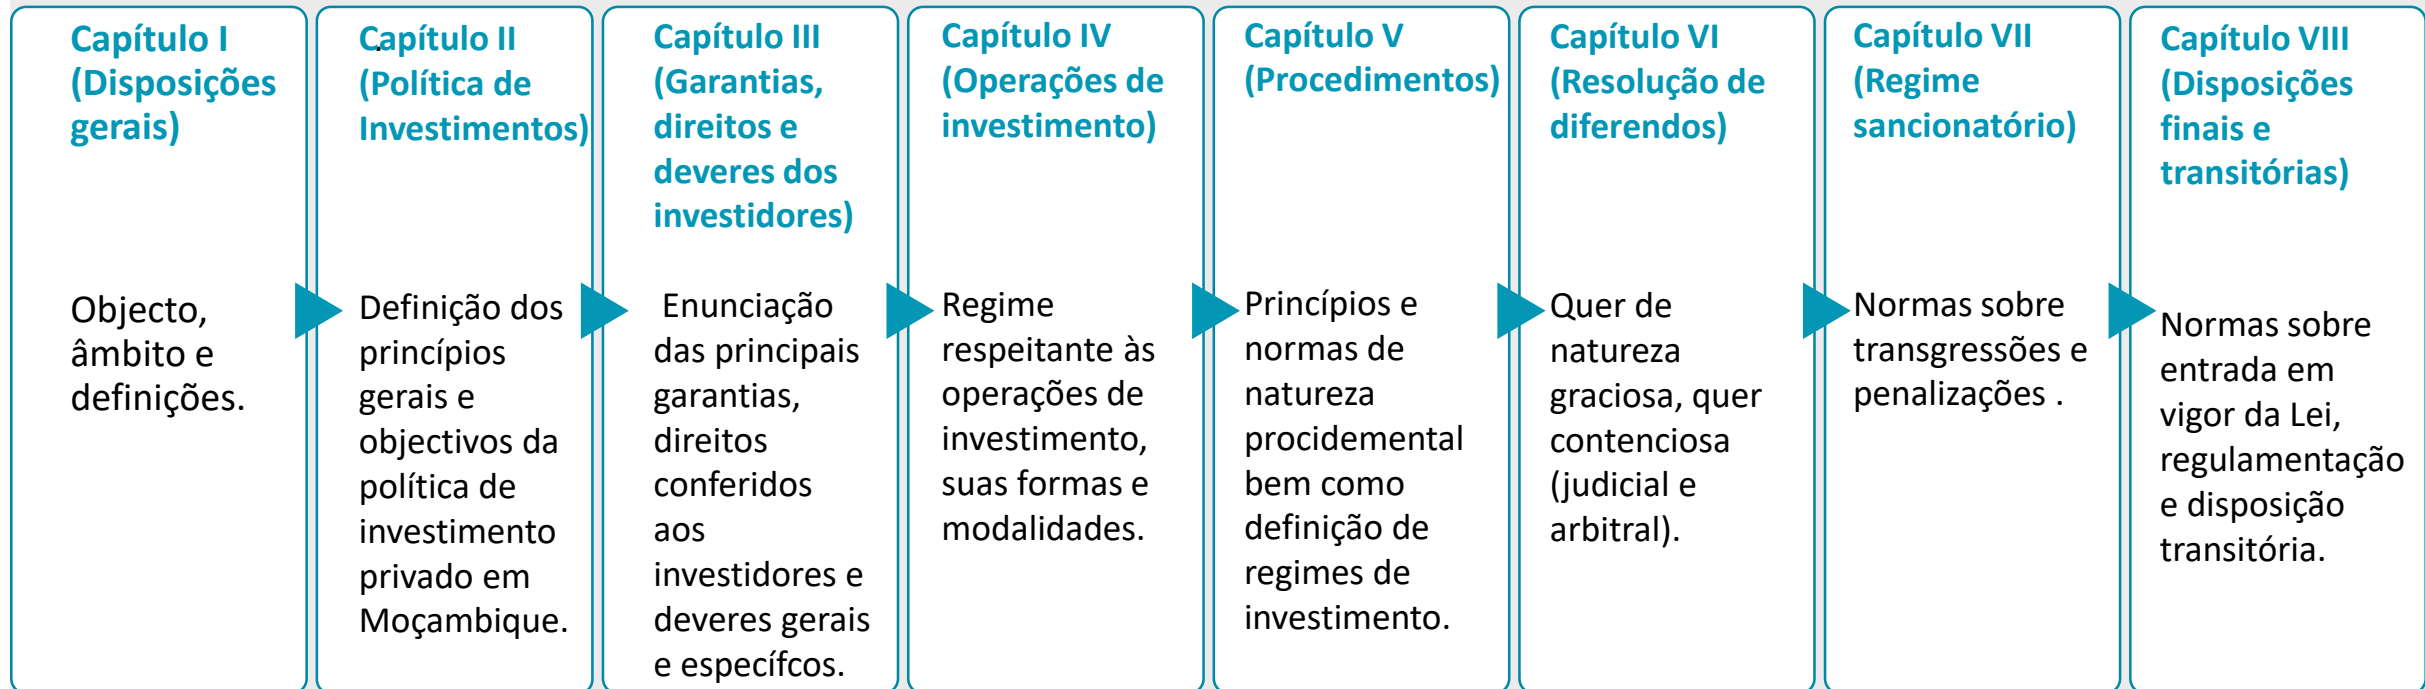 Capítulo I
(Disposições
gerais)
Objecto,
âmbito e
definições.
Capítulo II
(Política de
Investimentos)
Definição dos
princípios
gerais e
objectivos da
política de
investimento
privado em
Moçambique.
Capítulo III
(Garantias,
direitos e
deveres dos
investidores)
Enunciação
das principais
garantias,
direitos
conferidos
aos
investidores e
deveres gerais
e específcos.
Capítulo IV
(Operações de
investimento)
Regime
respeitante às
operações de
investimento,
suas formas e
modalidades.
Capítulo V
(Procedimentos)
Princípios e
normas de
natureza
procidemental
bem como
definição de
regimes de
investimento.
Capítulo VI
(Resolução de
diferendos)
Quer de
natureza
graciosa, quer
contenciosa
(judicial e
arbitral).
Capítulo VII
(Regime
sancionatório)
Normas sobre
transgressões e
penalizações .
Capítulo VIII
(Disposições
finais e
transitórias)
Normas sobre
entrada em
vigor da Lei,
regulamentação
e disposição
transitória.